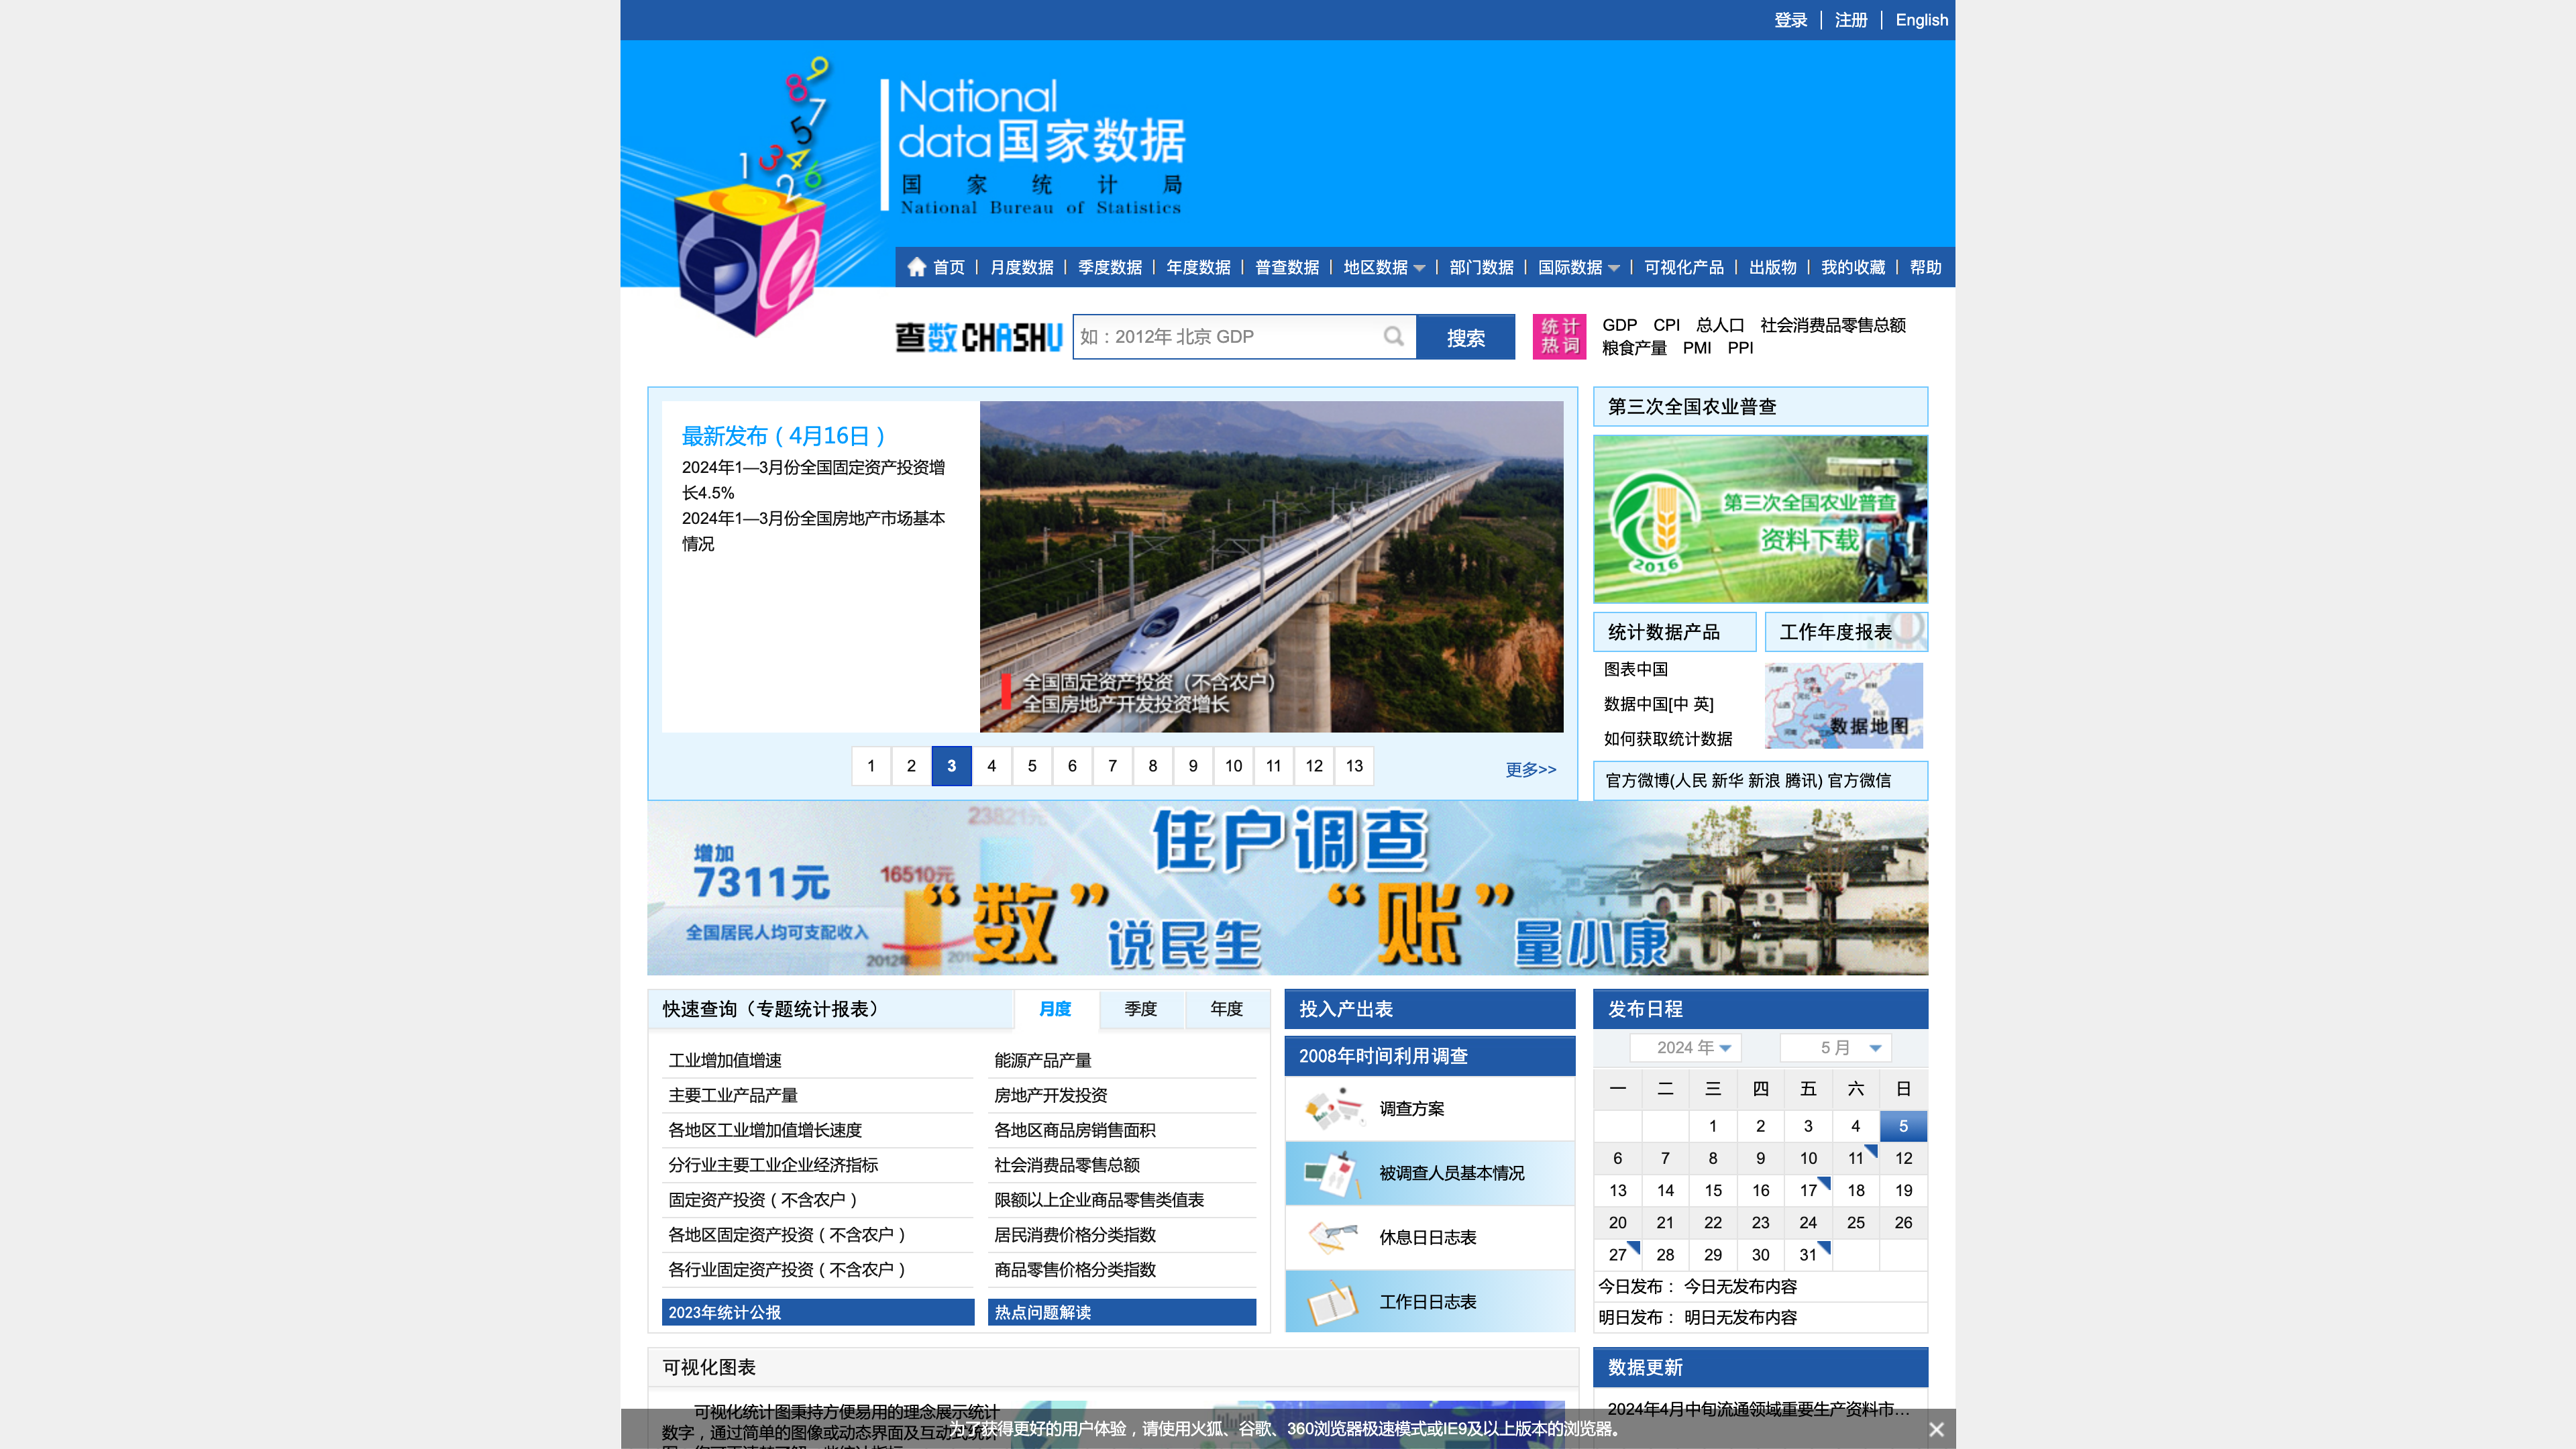 登录 | 注册 | English
National
data国家数据
国家统计局
National Bureau of Statistics
首页 | 月度数据 | 季度数据 | 年度数据 | 普查数据 | 地区数据 | 部门数据 | 国际数据 | 可视化产品 | 出版物 | 我的收藏 | 帮助
查数CHASHU
如：2012年 北京 GDP
搜索
统计
热词
GDP CPI 总人口 社会消费品零售总额
粮食产量 PMI PPI
最新发布（4月16日）
2024年1—3月份全国固定资产投资增
长4.5%
2024年1—3月份全国房地产市场基本
情况
全国固定资产投资（不含农户）
全国房地产开发投资增长
1 2 3 4 5 6 7 8 9 10 11 12 13
更多>>
第三次全国农业普查
第三次全国农业普查
资料下载
2016
统计数据产品
工作年度报表
图表中国
数据中国[中 英]
如何获取统计数据
数据地图
官方微博(人民 新华 新浪 腾讯) 官方微信
增加
7311元
全国居民人均可支配收入
16510元
23821元
2012年
住户调查
“数”说民生 “账”量小康
快速查询（专题统计报表）
月度 季度 年度
工业增加值增速
主要工业产品产量
各地区工业增加值增长速度
分行业主要工业企业经济指标
固定资产投资（不含农户）
各地区固定资产投资（不含农户）
各行业固定资产投资（不含农户）
2023年统计公报
能源产品产量
房地产开发投资
各地区商品房销售面积
社会消费品零售总额
限额以上企业商品零售类值表
居民消费价格分类指数
商品零售价格分类指数
热点问题解读
投入产出表
2008年时间利用调查
调查方案
被调查人员基本情况
休息日日志表
工作日日志表
发布日程
2024 年 5 月
一 二 三 四 五 六 日
1 2 3 4 5
6 7 8 9 10 11 12
13 14 15 16 17 18 19
20 21 22 23 24 25 26
27 28 29 30 31
今日发布： 今日无发布内容
明日发布： 明日无发布内容
可视化图表
可视化统计图秉持方便易用的理念展示统计
数字，通过简单的图像或动态界面及互动式统计
数据更新
2024年4月中旬流通领域重要生产资料市...
为了获得更好的用户体验，请使用火狐、谷歌、360浏览器极速模式或IE9及以上版本的浏览器。